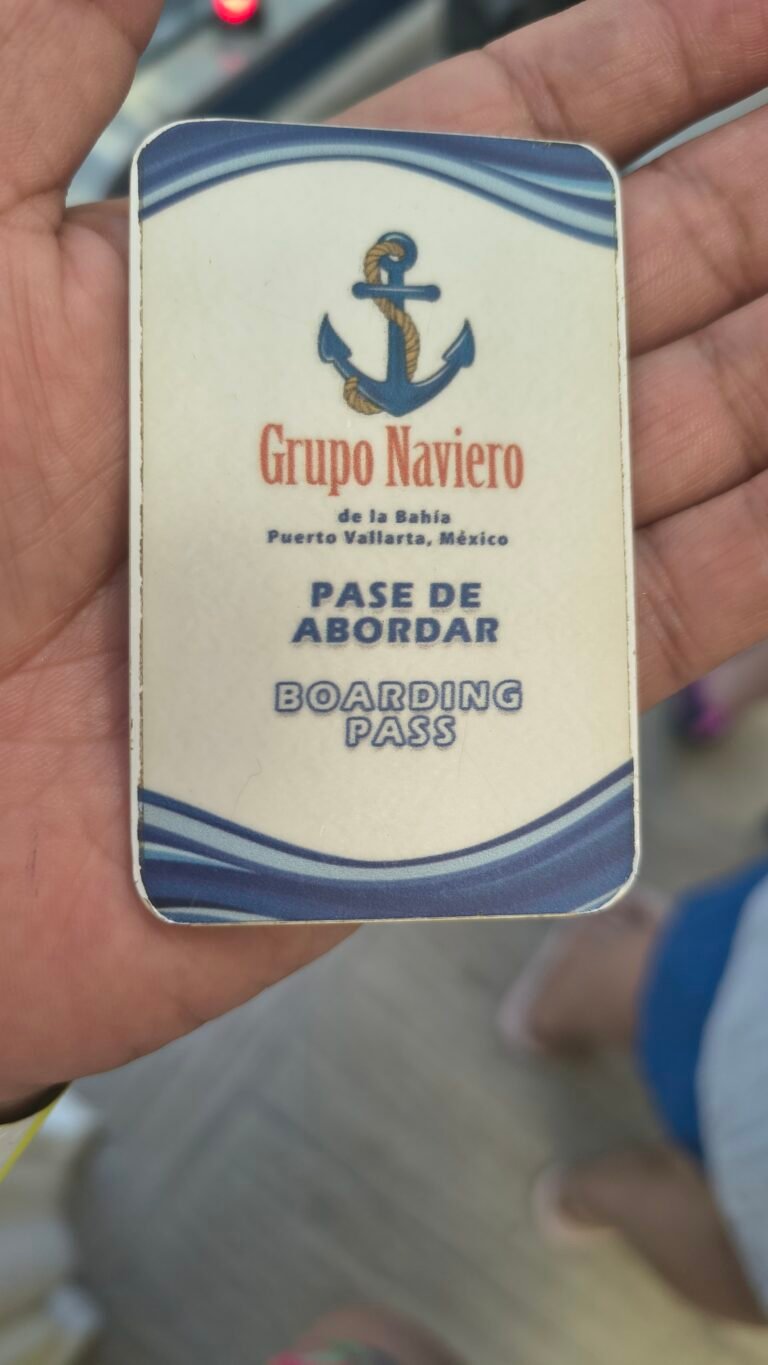 Grupo Naviero
de la Bahía
Puerto Vallarta, México
PASE DE
ABORDAR
BOARDING
PASS